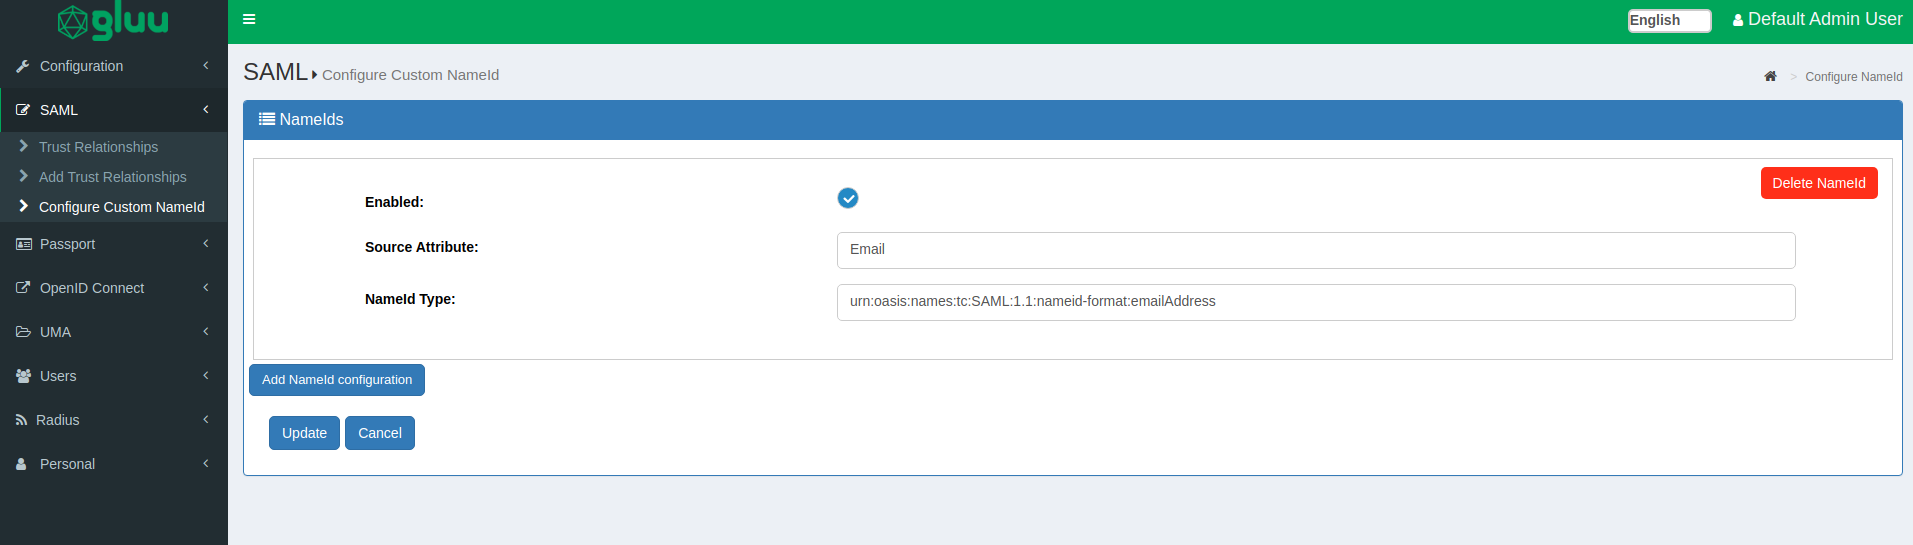 gluu
English
Default Admin User
Configuration
SAML
Trust Relationships
Add Trust Relationships
Configure Custom NameId
Passport
OpenID Connect
UMA
Users
Radius
Personal
SAML Configure Custom NameId
> Configure NameId
NameIds
Delete NameId
Enabled:
Source Attribute:
Email
NameId Type:
urn:oasis:names:tc:SAML:1.1:nameid-format:emailAddress
Add NameId configuration
Update
Cancel